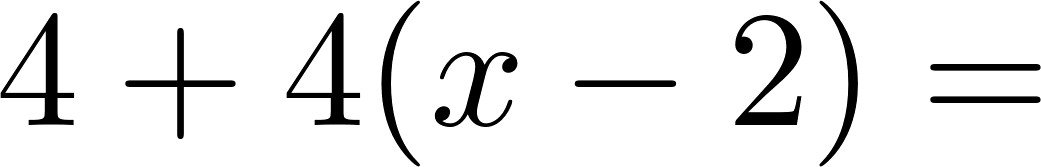 4 + 4(x − 2) =